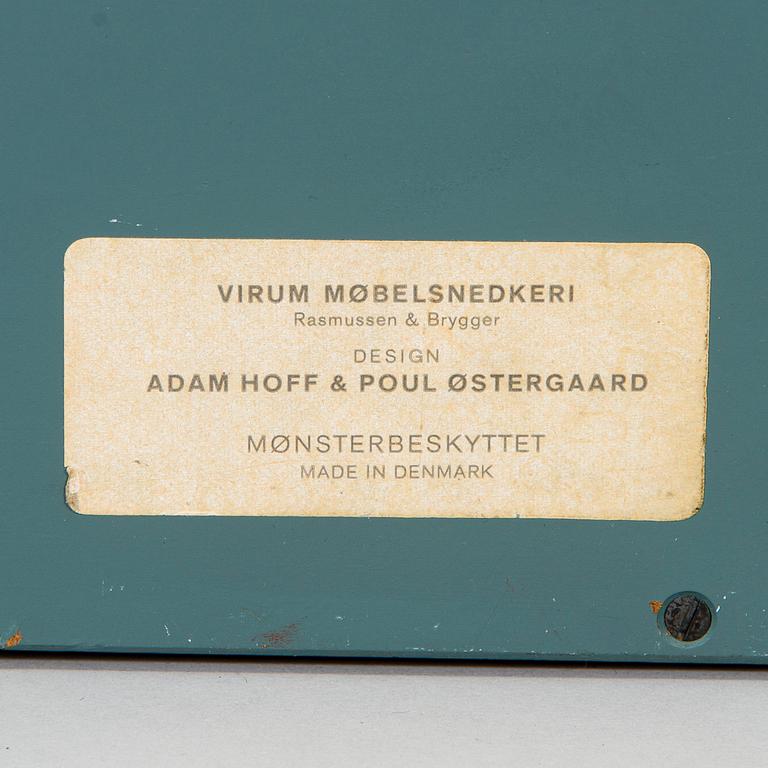 VIRUM MØBELSNEDKERI
Rasmussen & Brygger
DESIGN
ADAM HOFF & POUL ØSTERGAARD
MØNSTERBESKYTTET
MADE IN DENMARK